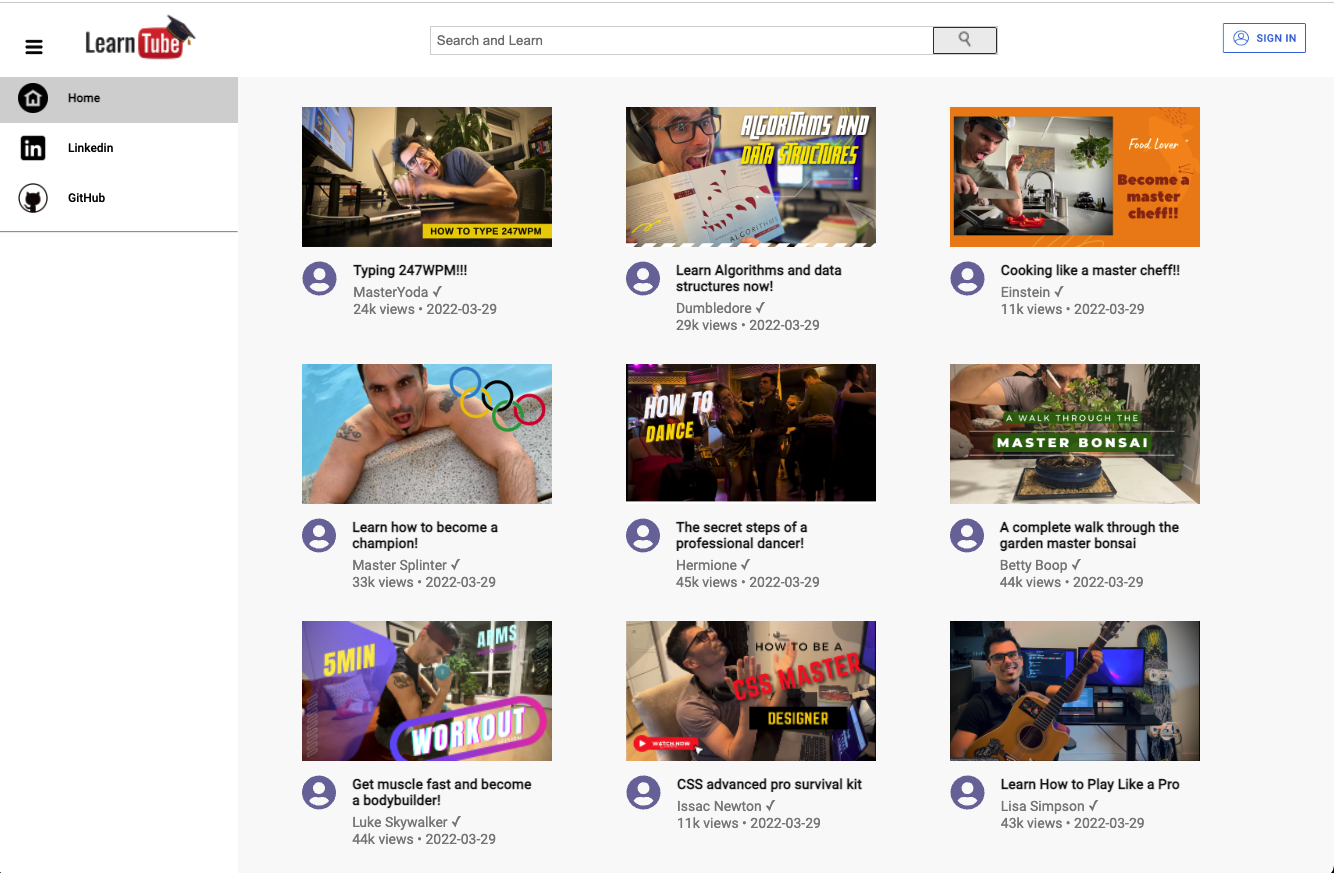 Learn Tube
Search and Learn
SIGN IN
Home
Linkedin
GitHub
HOW TO TYPE 247WPM
Typing 247WPM!!!
MasterYoda ✓
24k views • 2022-03-29
ALGORITHMS AND
DATA STRUCTURES
ALGORITHMS
Learn Algorithms and data
structures now!
Dumbledore ✓
29k views • 2022-03-29
Food Lover
Become a
master
cheff!!
Cooking like a master cheff!!
Einstein ✓
11k views • 2022-03-29
Learn how to become a
champion!
Master Splinter ✓
33k views • 2022-03-29
HOW TO
DANCE
The secret steps of a
professional dancer!
Hermione ✓
45k views • 2022-03-29
A WALK THROUGH THE
MASTER BONSAI
A complete walk through the
garden master bonsai
Betty Boop ✓
44k views • 2022-03-29
5MIN
ARMS
WORKOUT
Get muscle fast and become
a bodybuilder!
Luke Skywalker ✓
44k views • 2022-03-29
HOW TO BE A
CSS MASTER
DESIGNER
WATCH NOW
CSS advanced pro survival kit
Issac Newton ✓
11k views • 2022-03-29
Learn How to Play Like a Pro
Lisa Simpson ✓
43k views • 2022-03-29